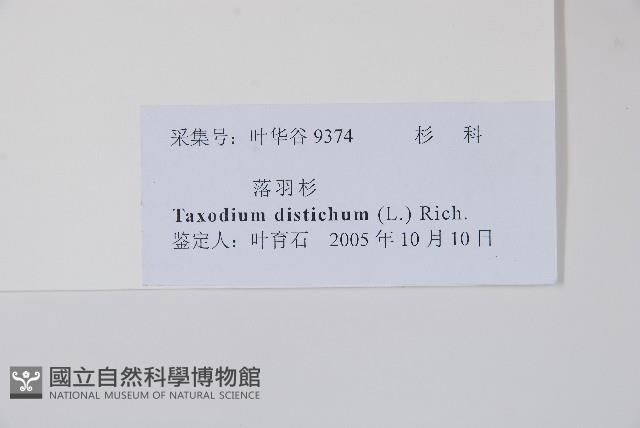 采集号：叶华谷 9374 杉 科
落羽杉
Taxodium distichum (L.) Rich.
鉴定人：叶育石 2005 年 10 月 10 日
國立自然科學博物館
NATIONAL MUSEUM OF NATURAL SCIENCE